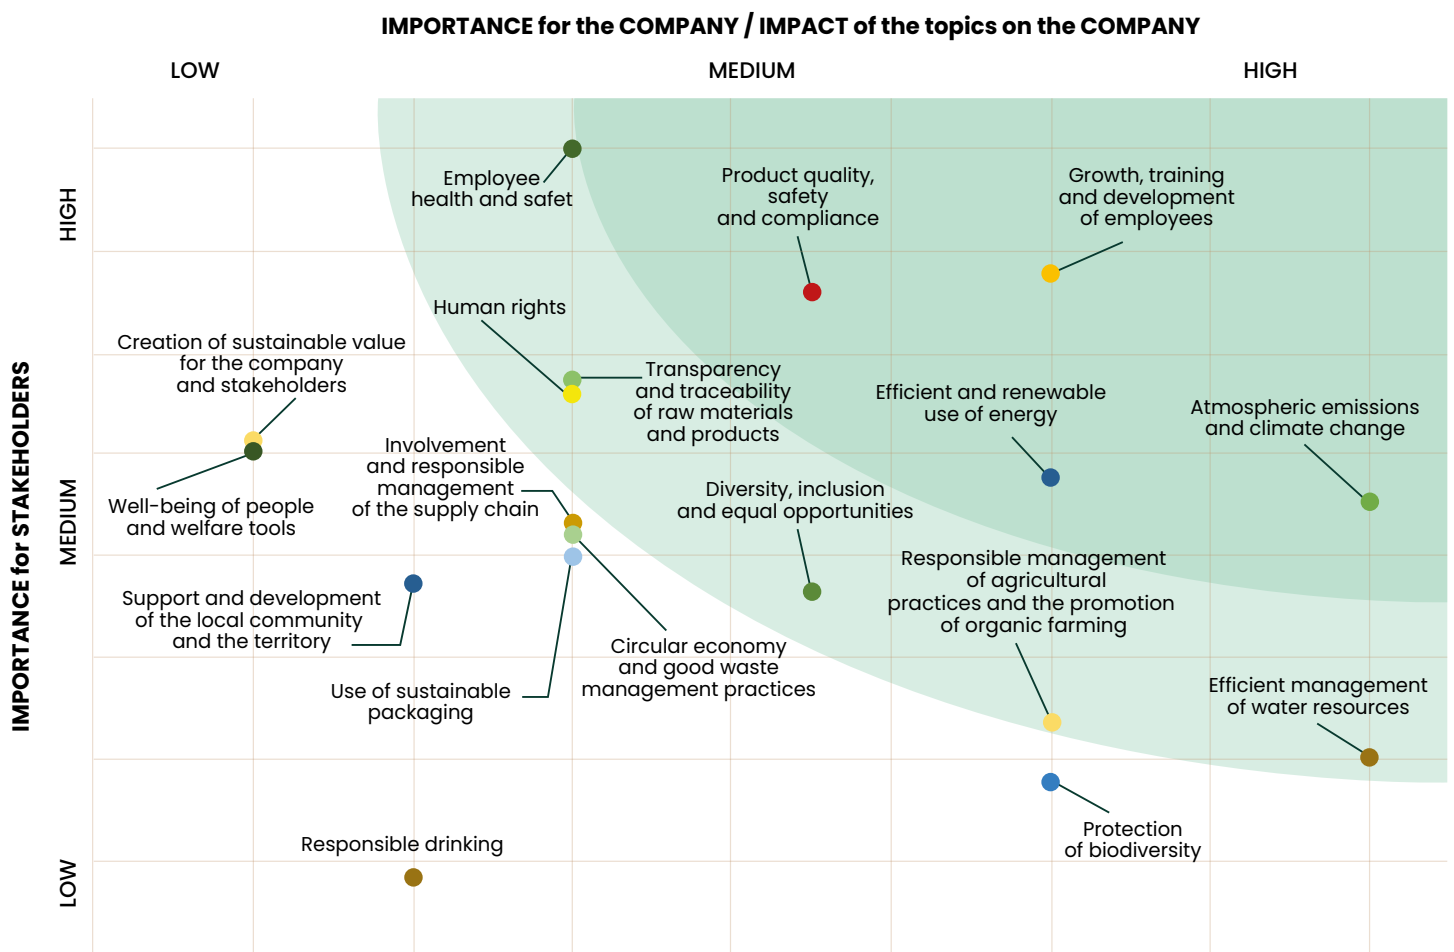 IMPORTANCE for the COMPANY / IMPACT of the topics on the COMPANY
LOW
MEDIUM
HIGH
IMPORTANCE for STAKEHOLDERS
HIGH
MEDIUM
LOW
Employee
health and safet
Product quality,
safety
and compliance
Growth, training
and development
of employees
Human rights
Creation of sustainable value
for the company
and stakeholders
Transparency
and traceability
of raw materials
and products
Efficient and renewable
use of energy
Atmospheric emissions
and climate change
Involvement
and responsible
management
of the supply chain
Well-being of people
and welfare tools
Diversity, inclusion
and equal opportunities
Responsible management
of agricultural
practices and the promotion
of organic farming
Support and development
of the local community
and the territory
Circular economy
and good waste
management practices
Use of sustainable
packaging
Efficient management
of water resources
Protection
of biodiversity
Responsible drinking